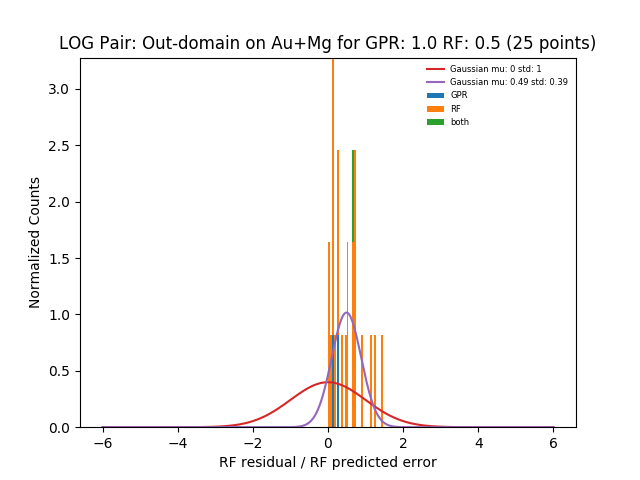 LOG Pair: Out-domain on Au+Mg for GPR: 1.0 RF: 0.5 (25 points)
Gaussian mu: 0 std: 1
Gaussian mu: 0.49 std: 0.39
GPR
RF
both
Normalized Counts
3.0
2.5
2.0
1.5
1.0
0.5
0.0
−6 −4 −2 0 2 4 6
RF residual / RF predicted error